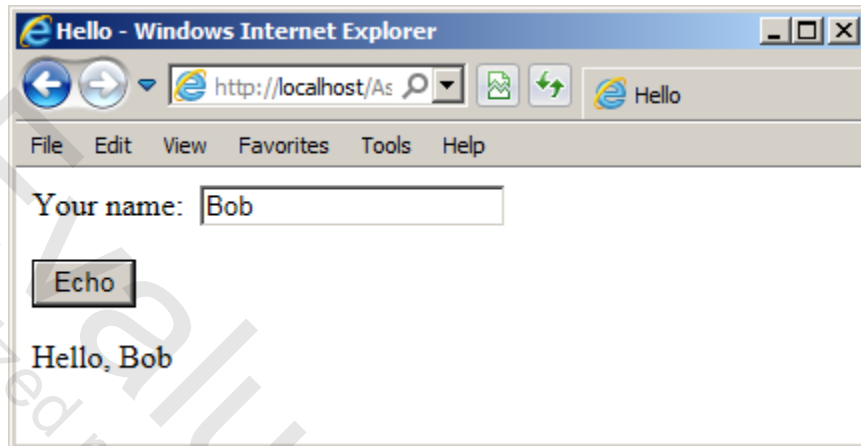 Hello - Windows Internet Explorer
http://localhost/As
Hello
File Edit View Favorites Tools Help
Your name: Bob
Echo
Hello, Bob